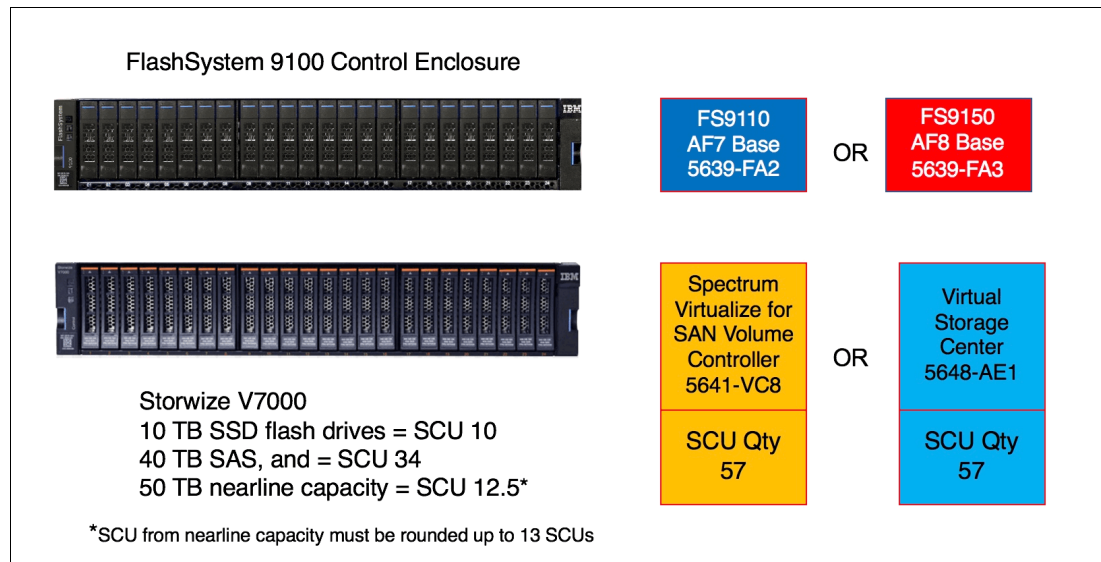 FlashSystem 9100 Control Enclosure
FlashSystem
IBM
FS9110
AF7 Base
5639-FA2
OR
FS9150
AF8 Base
5639-FA3
IBM
Spectrum
Virtualize for
SAN Volume
Controller
5641-VC8
SCU Qty
57
OR
Virtual
Storage
Center
5648-AE1
SCU Qty
57
Storwize V7000
10 TB SSD flash drives = SCU 10
40 TB SAS, and = SCU 34
50 TB nearline capacity = SCU 12.5*
*SCU from nearline capacity must be rounded up to 13 SCUs